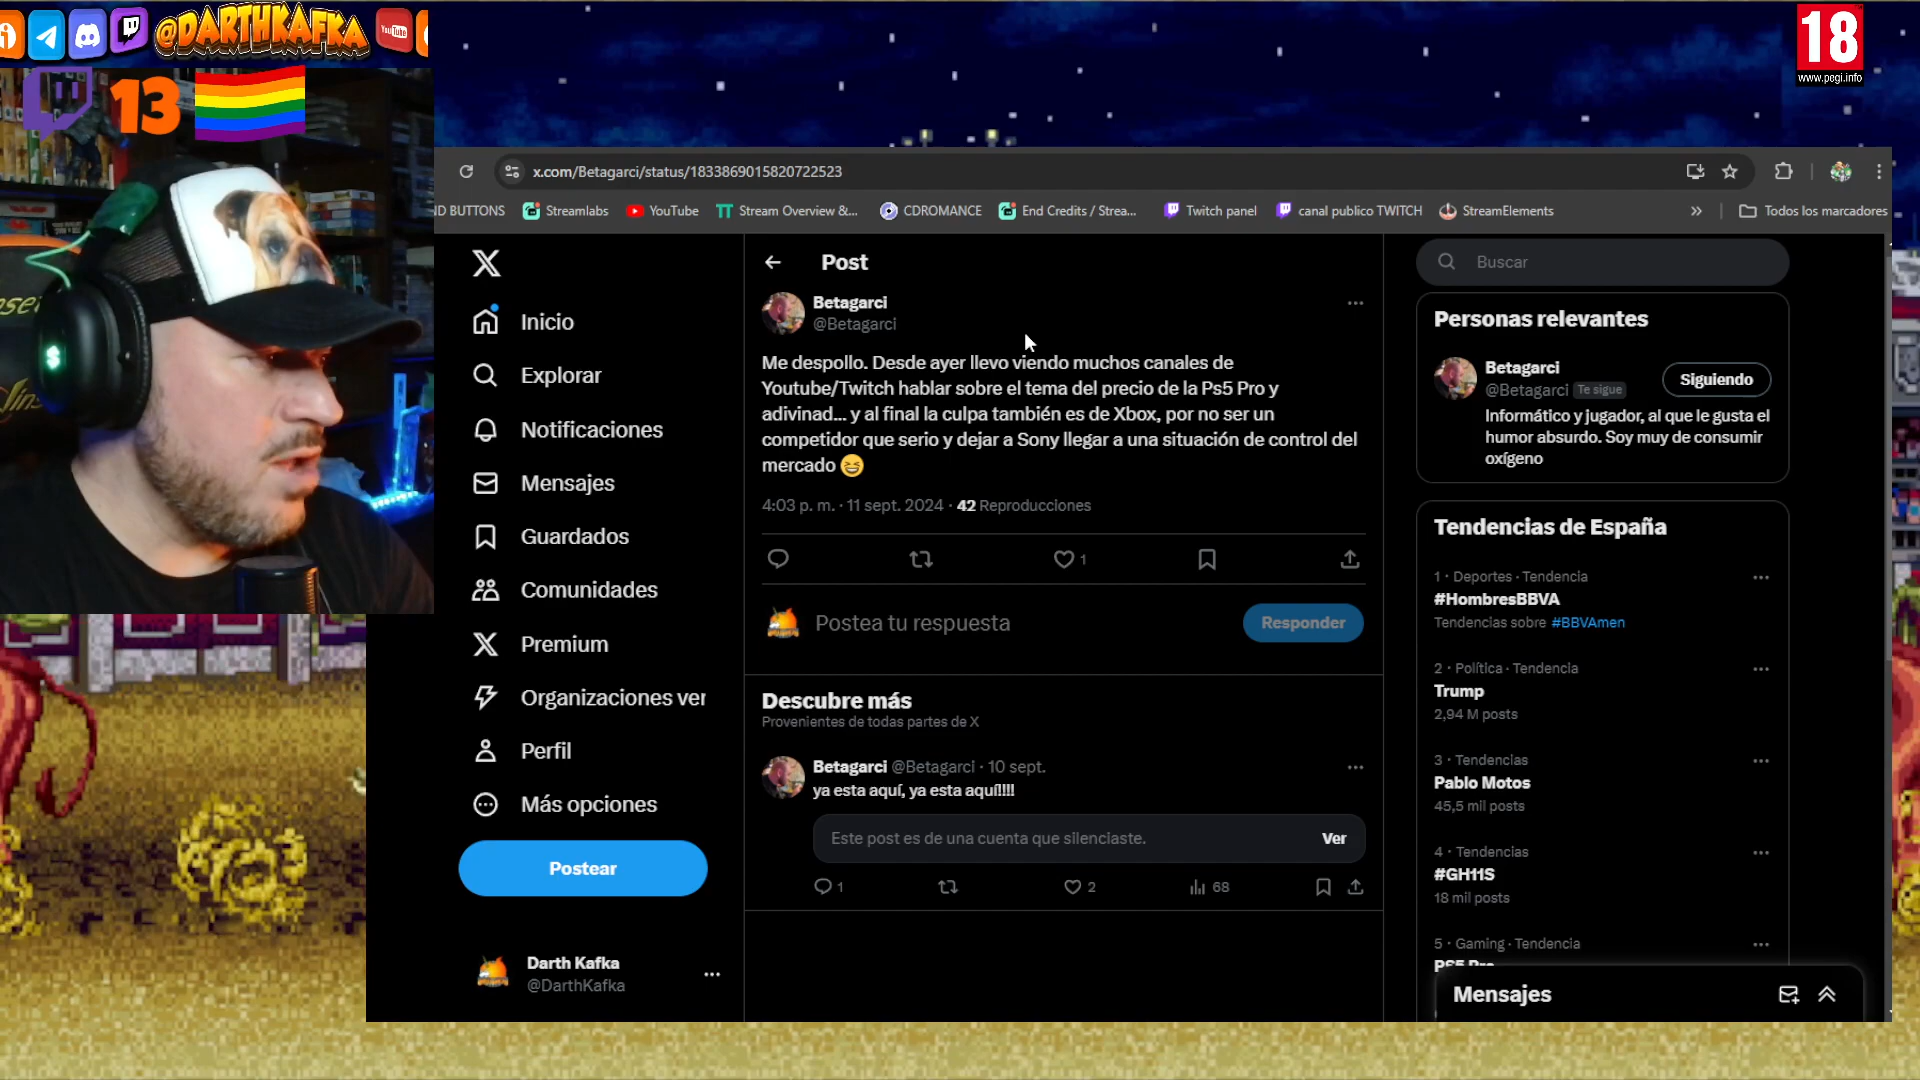 @DARTHKAFKA
YouTube
13
18
www.pegi.info
x.com/Betagarci/status/1833869015820722523
ND BUTTONS
Streamlabs
YouTube
Stream Overview &...
CDROMANCE
End Credits / Strea...
Twitch panel
canal publico TWITCH
StreamElements
»
Todos los marcadores
Inicio
Explorar
Notificaciones
Mensajes
Guardados
Comunidades
Premium
Organizaciones ver
Perfil
Más opciones
Postear
Darth Kafka
@DarthKafka
Post
Betagarci
@Betagarci
Me despollo. Desde ayer llevo viendo muchos canales de
Youtube/Twitch hablar sobre el tema del precio de la Ps5 Pro y
adivinad... y al final la culpa también es de Xbox, por no ser un
competidor que serio y dejar a Sony llegar a una situación de control del
mercado 😆
4:03 p. m. · 11 sept. 2024 · 42 Reproducciones
1
Postea tu respuesta
Responder
Descubre más
Provenientes de todas partes de X
Betagarci @Betagarci · 10 sept.
ya esta aquí, ya esta aquí!!!!
Este post es de una cuenta que silenciaste.
Ver
1
2
68
Buscar
Personas relevantes
Betagarci
@Betagarci Te sigue
Siguiendo
Informático y jugador, al que le gusta el
humor absurdo. Soy muy de consumir
oxígeno
Tendencias de España
1 · Deportes · Tendencia
#HombresBBVA
Tendencias sobre #BBVAmen
2 · Política · Tendencia
Trump
2,94 M posts
3 · Tendencias
Pablo Motos
45,5 mil posts
4 · Tendencias
#GH11S
18 mil posts
5 · Gaming · Tendencia
PS5 Pro
Mensajes